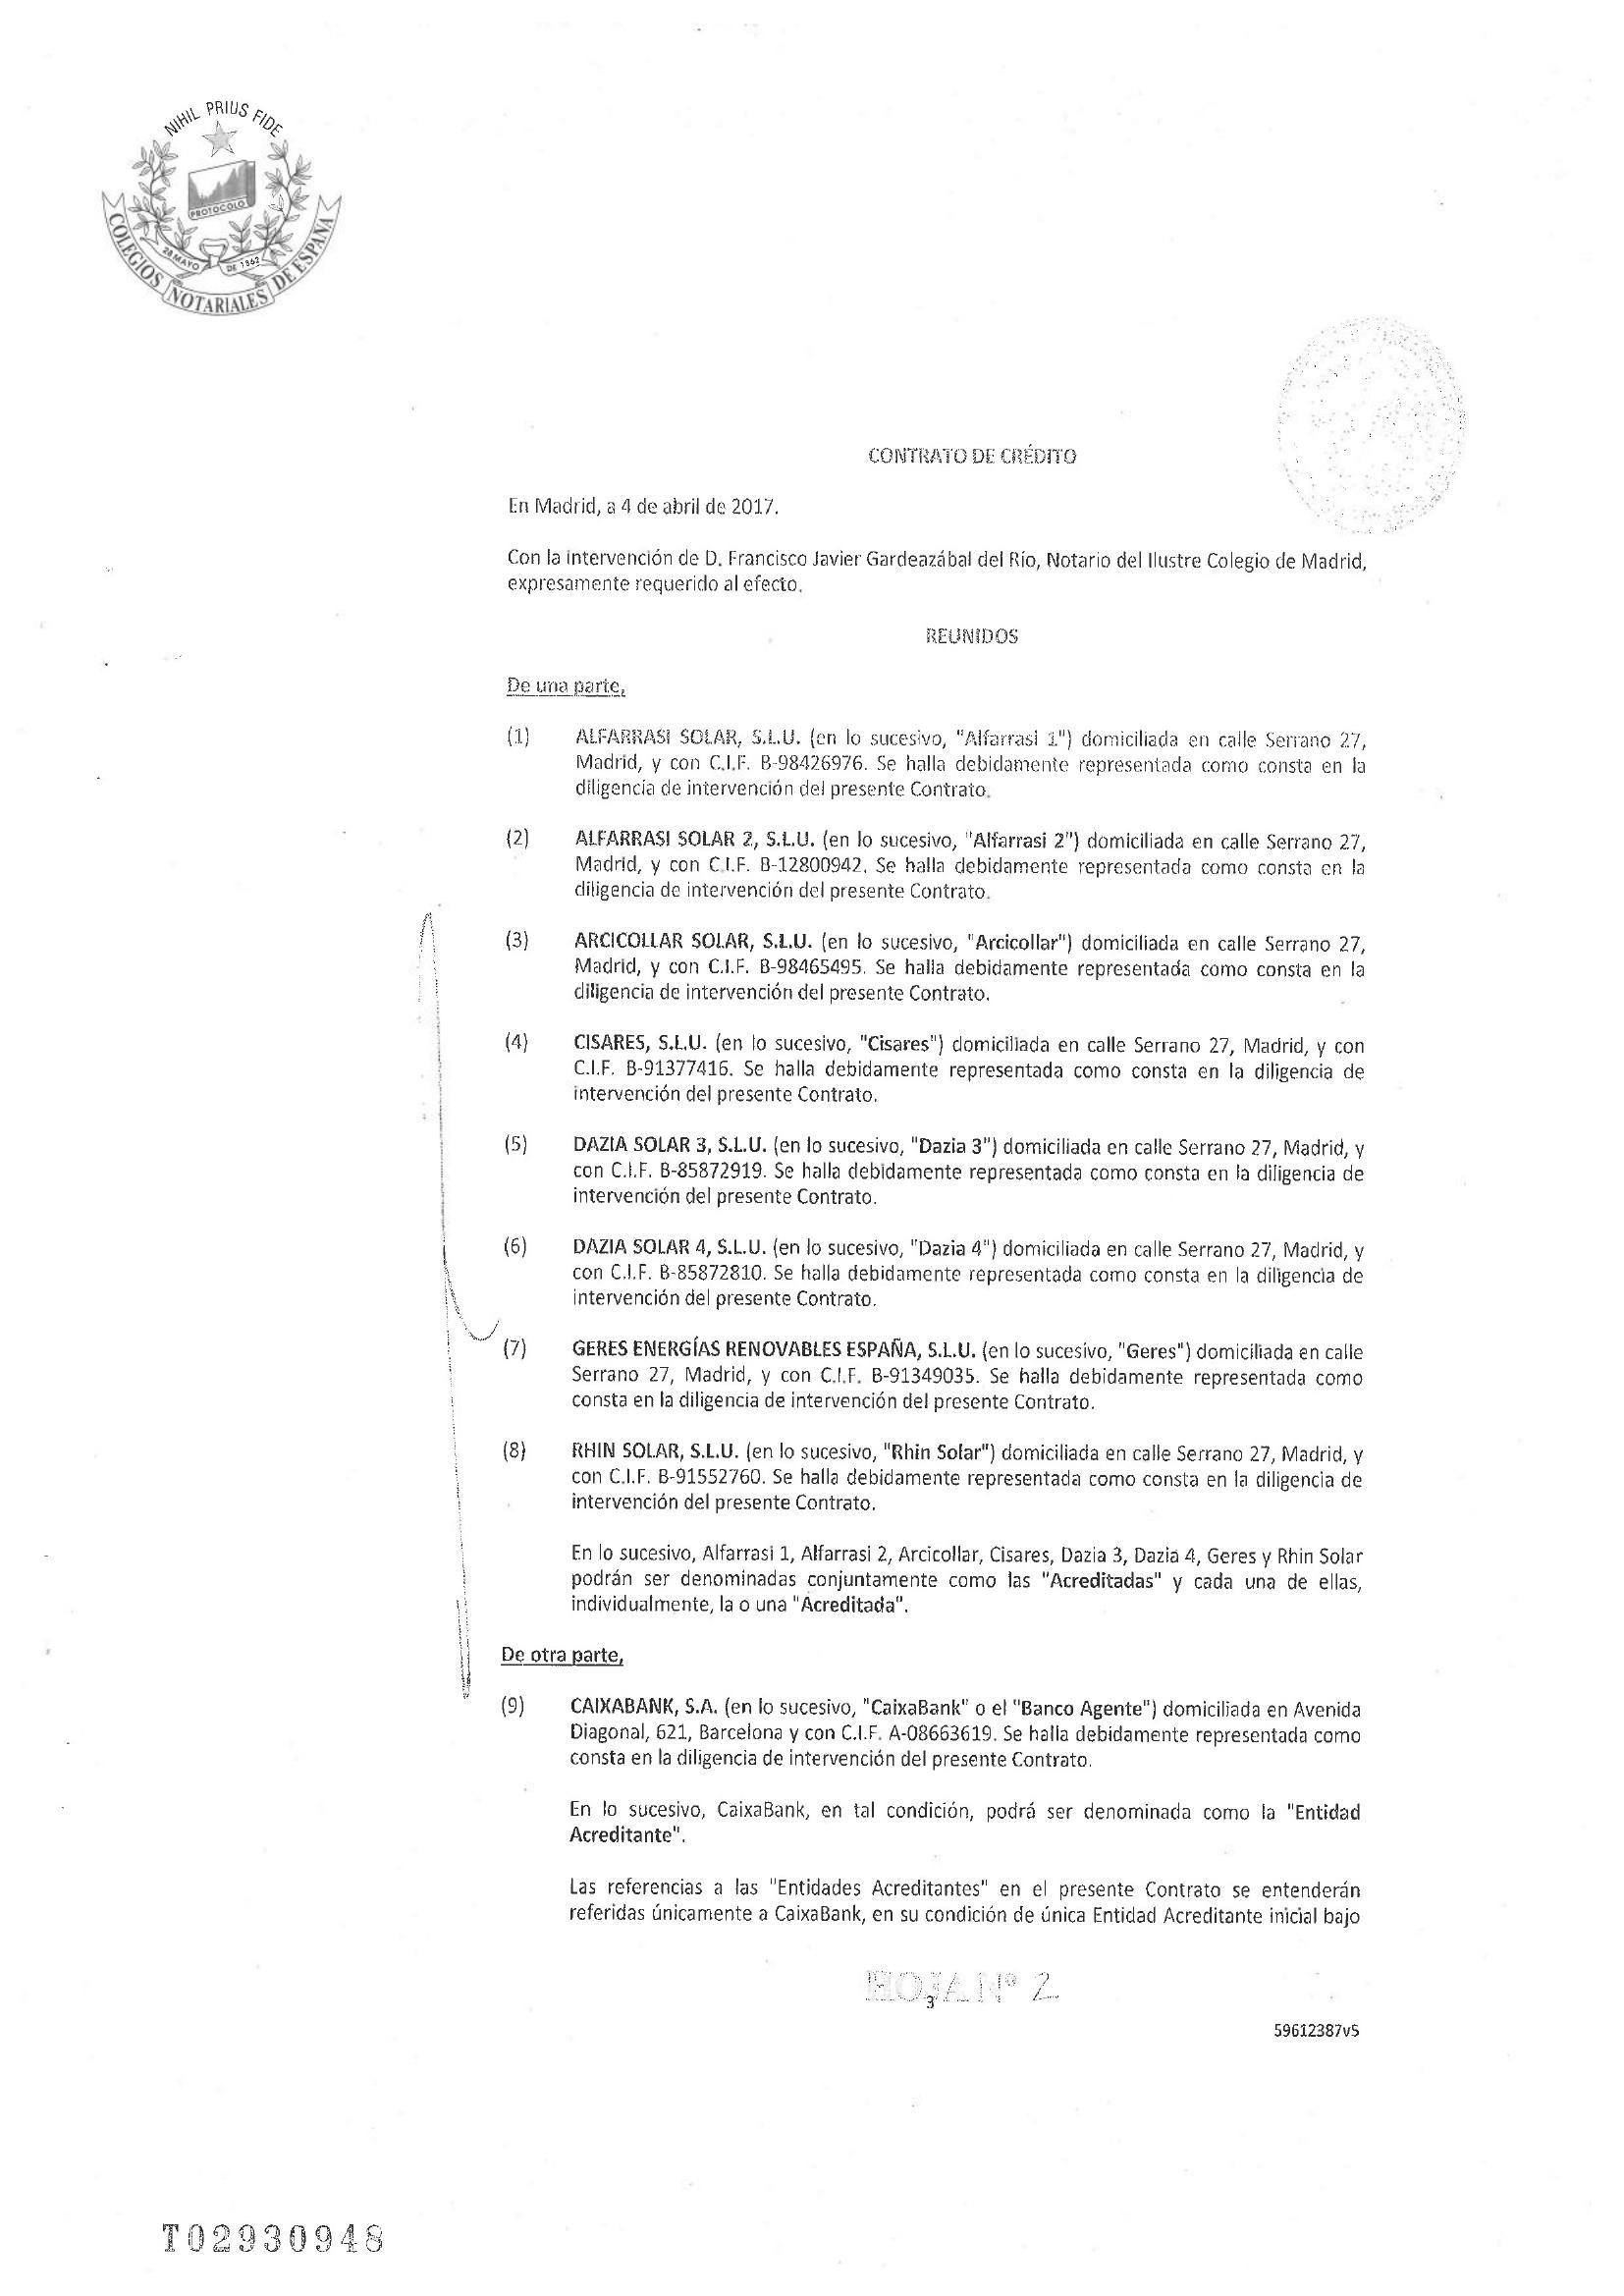 NIHIL PRIUS FIDE
PROTOCOLO
28 MAYO DE 1862
COLEGIOS NOTARIALES DE ESPAÑA
CONTRATO DE CRÉDITO
En Madrid, a 4 de abril de 2017.
Con la intervención de D. Francisco Javier Gardeazábal del Río, Notario del Ilustre Colegio de Madrid,
expresamente requerido al efecto.
REUNIDOS
De una parte,
(1) ALFARRASI SOLAR, S.L.U. (en lo sucesivo, "Alfarrasi 1") domiciliada en calle Serrano 27,
Madrid, y con C.I.F. B-98426976. Se halla debidamente representada como consta en la
diligencia de intervención del presente Contrato.
(2) ALFARRASI SOLAR 2, S.L.U. (en lo sucesivo, "Alfarrasi 2") domiciliada en calle Serrano 27,
Madrid, y con C.I.F. B-12800942. Se halla debidamente representada como consta en la
diligencia de intervención del presente Contrato.
(3) ARCICOLLAR SOLAR, S.L.U. (en lo sucesivo, "Arcicollar") domiciliada en calle Serrano 27,
Madrid, y con C.I.F. B-98465495. Se halla debidamente representada como consta en la
diligencia de intervención del presente Contrato.
(4) CISARES, S.L.U. (en lo sucesivo, "Cisares") domiciliada en calle Serrano 27, Madrid, y con
C.I.F. B-91377416. Se halla debidamente representada como consta en la diligencia de
intervención del presente Contrato.
(5) DAZIA SOLAR 3, S.L.U. (en lo sucesivo, "Dazia 3") domiciliada en calle Serrano 27, Madrid, y
con C.I.F. B-85872919. Se halla debidamente representada como consta en la diligencia de
intervención del presente Contrato.
(6) DAZIA SOLAR 4, S.L.U. (en lo sucesivo, "Dazia 4") domiciliada en calle Serrano 27, Madrid, y
con C.I.F. B-85872810. Se halla debidamente representada como consta en la diligencia de
intervención del presente Contrato.
(7) GERES ENERGÍAS RENOVABLES ESPAÑA, S.L.U. (en lo sucesivo, "Geres") domiciliada en calle
Serrano 27, Madrid, y con C.I.F. B-91349035. Se halla debidamente representada como
consta en la diligencia de intervención del presente Contrato.
(8) RHIN SOLAR, S.L.U. (en lo sucesivo, "Rhin Solar") domiciliada en calle Serrano 27, Madrid, y
con C.I.F. B-91552760. Se halla debidamente representada como consta en la diligencia de
intervención del presente Contrato.
En lo sucesivo, Alfarrasi 1, Alfarrasi 2, Arcicollar, Cisares, Dazia 3, Dazia 4, Geres y Rhin Solar
podrán ser denominadas conjuntamente como las "Acreditadas" y cada una de ellas,
individualmente, la o una "Acreditada".
De otra parte,
(9) CAIXABANK, S.A. (en lo sucesivo, "CaixaBank" o el "Banco Agente") domiciliada en Avenida
Diagonal, 621, Barcelona y con C.I.F. A-08663619. Se halla debidamente representada como
consta en la diligencia de intervención del presente Contrato.
En lo sucesivo, CaixaBank, en tal condición, podrá ser denominada como la "Entidad
Acreditante".
Las referencias a las "Entidades Acreditantes" en el presente Contrato se entenderán
referidas únicamente a CaixaBank, en su condición de única Entidad Acreditante inicial bajo
HOJA Nº 2
3
59612387v5
T02930948